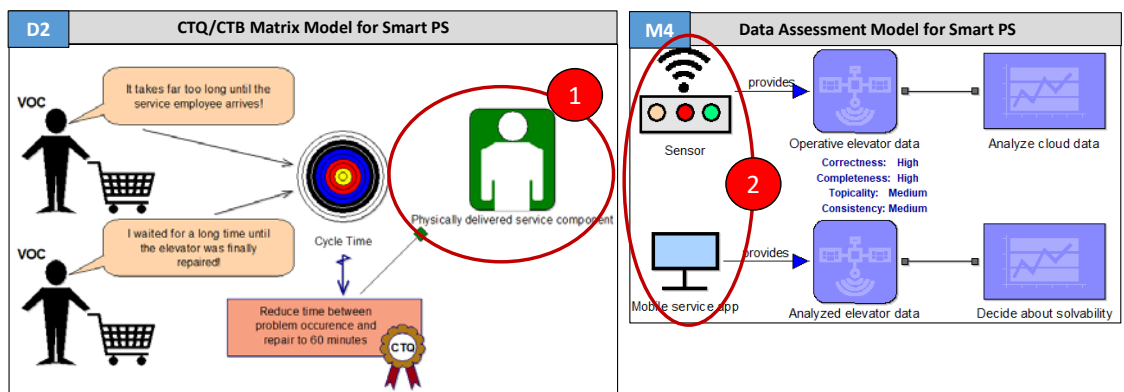 D2
CTQ/CTB Matrix Model for Smart PS
VOC
It takes far too long until the
service employee arrives!
VOC
I waited for a long time until
the elevator was finally
repaired!
Cycle Time
Reduce time between
problem occurence and
repair to 60 minutes
CTQ
1
Physically delivered service component
M4
Data Assessment Model for Smart PS
Sensor
provides
Operative elevator data
Analyze cloud data
Correctness: High
Completeness: High
Topicality: Medium
Consistency: Medium
2
Mobile service app
provides
Analyzed elevator data
Decide about solvability